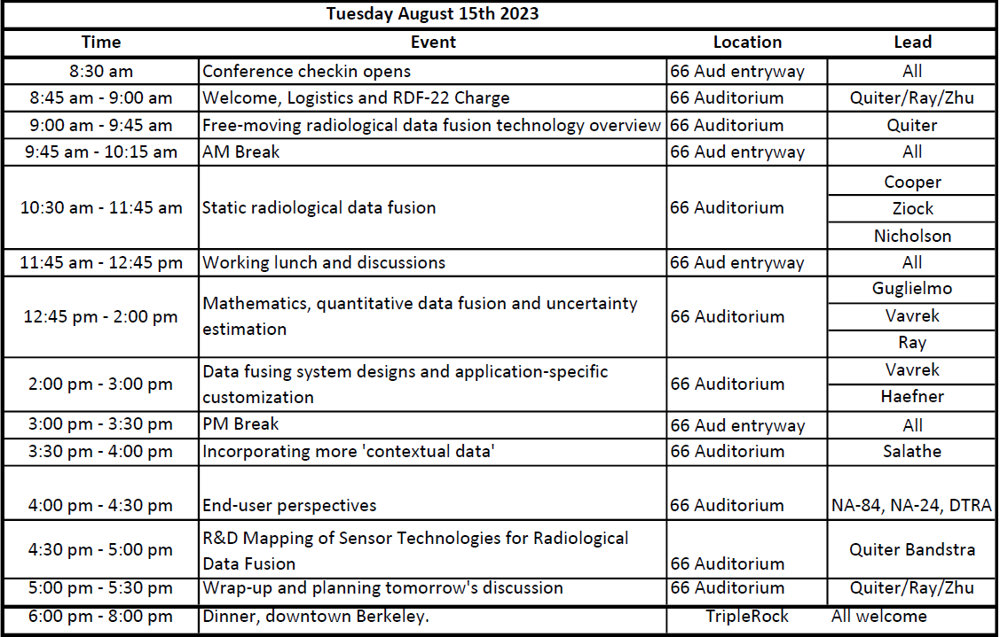 Tuesday August 15th 2023
Time Event Location Lead
8:30 am Conference checkin opens 66 Aud entryway All
8:45 am - 9:00 am Welcome, Logistics and RDF-22 Charge 66 Auditorium Quiter/Ray/Zhu
9:00 am - 9:45 am Free-moving radiological data fusion technology overview 66 Auditorium Quiter
9:45 am - 10:15 am AM Break 66 Aud entryway All
10:30 am - 11:45 am Static radiological data fusion 66 Auditorium
Cooper
Ziock
Nicholson
11:45 am - 12:45 pm Working lunch and discussions 66 Aud entryway All
12:45 pm - 2:00 pm Mathematics, quantitative data fusion and uncertainty
estimation
66 Auditorium
Guglielmo
Vavrek
Ray
2:00 pm - 3:00 pm Data fusing system designs and application-specific
customization
66 Auditorium
Vavrek
Haefner
3:00 pm - 3:30 pm PM Break 66 Aud entryway All
3:30 pm - 4:00 pm Incorporating more 'contextual data' 66 Auditorium Salathe
4:00 pm - 4:30 pm End-user perspectives 66 Auditorium NA-84, NA-24, DTRA
4:30 pm - 5:00 pm R&D Mapping of Sensor Technologies for Radiological
Data Fusion
66 Auditorium Quiter Bandstra
5:00 pm - 5:30 pm Wrap-up and planning tomorrow's discussion 66 Auditorium Quiter/Ray/Zhu
6:00 pm - 8:00 pm Dinner, downtown Berkeley. TripleRock All welcome